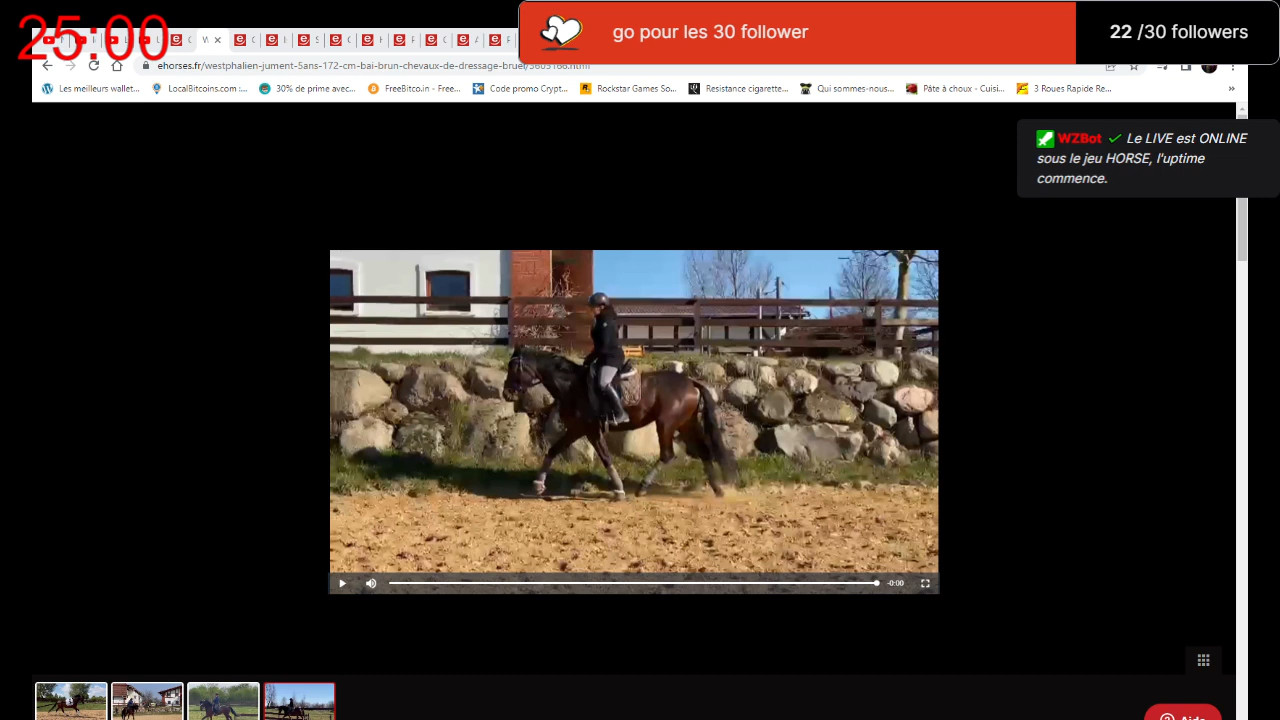 25:00
go pour les 30 follower
22 /30 followers
ehorses.fr/westphalien-jument-5ans-172-cm-bai-brun-chevaux-de-dressage-bruel/3605166.html
Les meilleurs wallet...
LocalBitcoins.com :...
30% de prime avec...
FreeBitco.in - Free...
Code promo Crypt...
Rockstar Games So...
Resistance cigarette...
Qui sommes-nous...
Pâte à choux - Cuisi...
3 Roues Rapide Re...
»
WZBot Le LIVE est ONLINE
sous le jeu HORSE, l'uptime
commence.
-0:00
Aide